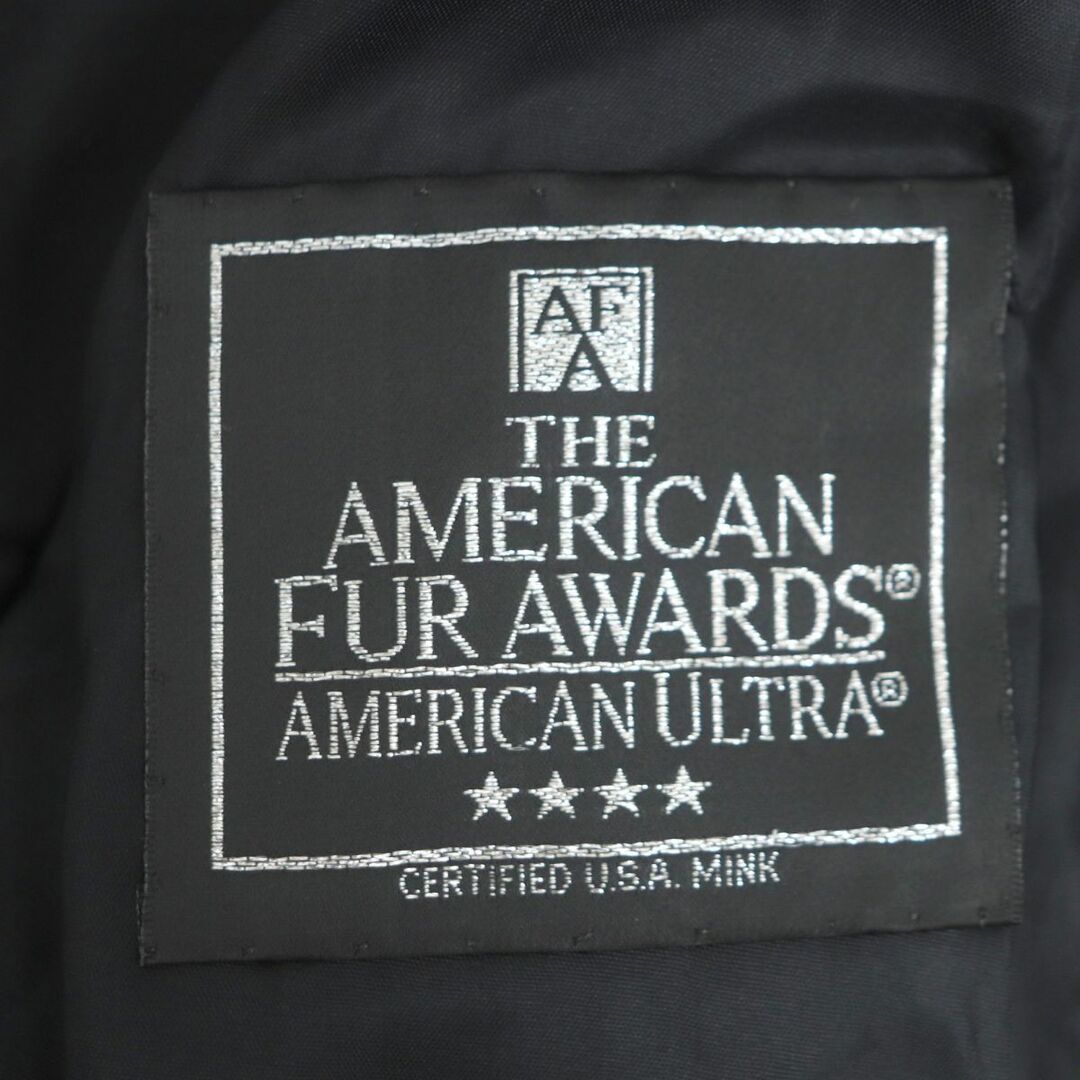 AF
A
THE
AMERICAN
FUR AWARDS®
AMERICAN ULTRA®
CERTIFIED U.S.A. MINK